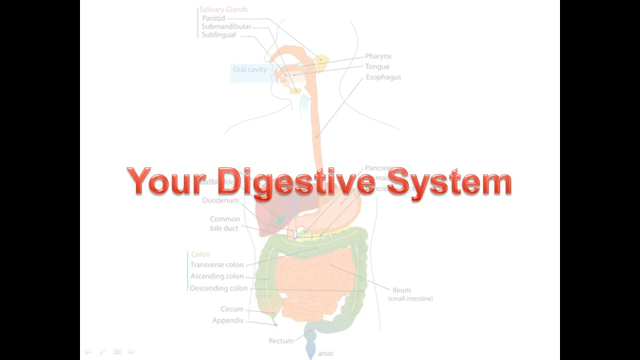 Salivary Glands
Parotid
Submandibular
Sublingual
Oral cavity
Pharynx
Tongue
Esophagus
Your Digestive System
Duodenum
Common
bile duct
Colon
Transverse colon
Ascending colon
Descending colon
Ileum
(small intestine)
Cecum
Appendix
Rectum
anus